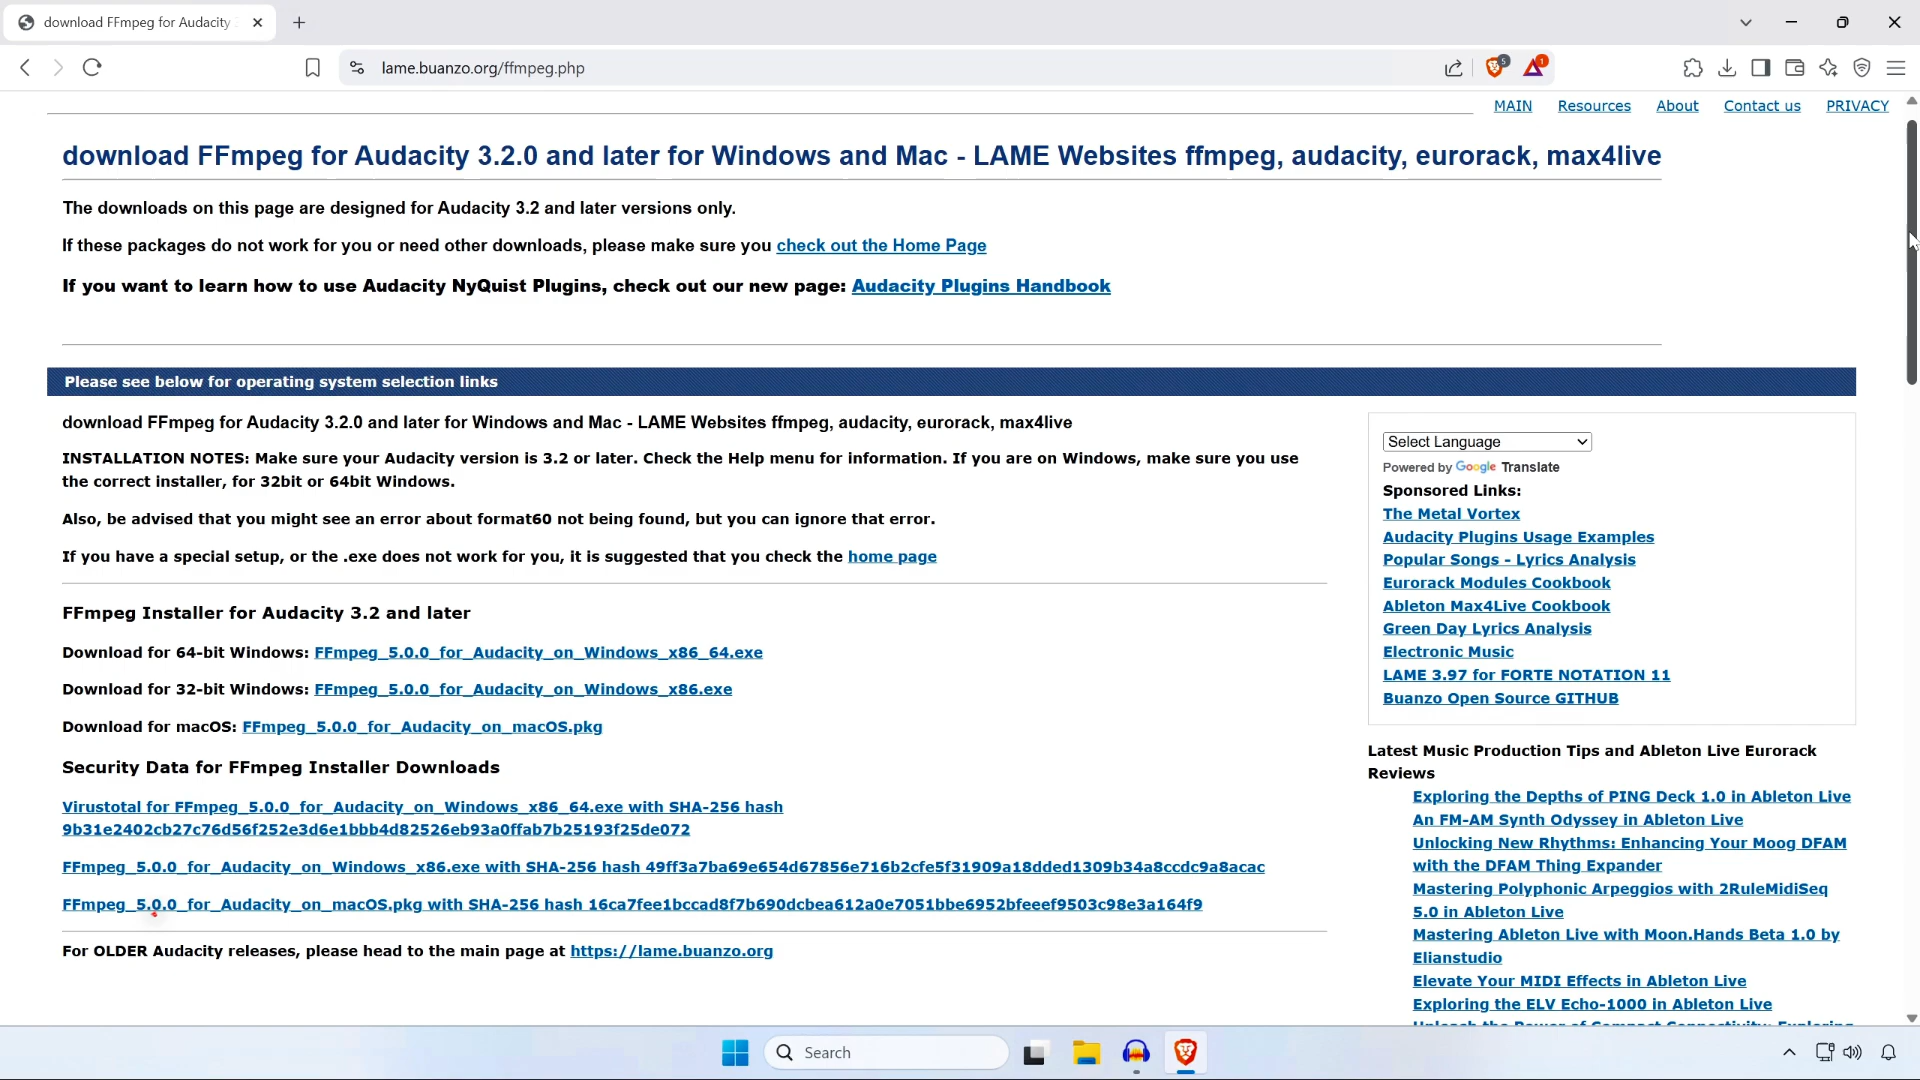 download FFmpeg for Audacity
lame.buanzo.org/ffmpeg.php
5
1
MAIN Resources About Contact us PRIVACY
download FFmpeg for Audacity 3.2.0 and later for Windows and Mac - LAME Websites ffmpeg, audacity, eurorack, max4live
The downloads on this page are designed for Audacity 3.2 and later versions only.
If these packages do not work for you or need other downloads, please make sure you check out the Home Page
If you want to learn how to use Audacity NyQuist Plugins, check out our new page: Audacity Plugins Handbook
Please see below for operating system selection links
download FFmpeg for Audacity 3.2.0 and later for Windows and Mac - LAME Websites ffmpeg, audacity, eurorack, max4live
INSTALLATION NOTES: Make sure your Audacity version is 3.2 or later. Check the Help menu for information. If you are on Windows, make sure you use
the correct installer, for 32bit or 64bit Windows.
Also, be advised that you might see an error about format60 not being found, but you can ignore that error.
If you have a special setup, or the .exe does not work for you, it is suggested that you check the home page
FFmpeg Installer for Audacity 3.2 and later
Download for 64-bit Windows: FFmpeg_5.0.0_for_Audacity_on_Windows_x86_64.exe
Download for 32-bit Windows: FFmpeg_5.0.0_for_Audacity_on_Windows_x86.exe
Download for macOS: FFmpeg_5.0.0_for_Audacity_on_macOS.pkg
Security Data for FFmpeg Installer Downloads
Virustotal for FFmpeg_5.0.0_for_Audacity_on_Windows_x86_64.exe with SHA-256 hash
9b31e2402cb27c76d56f252e3d6e1bbb4d82526eb93a0ffab7b25193f25de072
FFmpeg_5.0.0_for_Audacity_on_Windows_x86.exe with SHA-256 hash 49ff3a7ba69e654d67856e716b2cfe5f31909a18dded1309b34a8ccdc9a8acac
FFmpeg_5.0.0_for_Audacity_on_macOS.pkg with SHA-256 hash 16ca7fee1bccad8f7b690dcbea612a0e7051bbe6952bfeeef9503c98e3a164f9
For OLDER Audacity releases, please head to the main page at https://lame.buanzo.org
Select Language
Powered by Google Translate
Sponsored Links:
The Metal Vortex
Audacity Plugins Usage Examples
Popular Songs - Lyrics Analysis
Eurorack Modules Cookbook
Ableton Max4Live Cookbook
Green Day Lyrics Analysis
Electronic Music
LAME 3.97 for FORTE NOTATION 11
Buanzo Open Source GITHUB
Latest Music Production Tips and Ableton Live Eurorack
Reviews
Exploring the Depths of PING Deck 1.0 in Ableton Live
An FM-AM Synth Odyssey in Ableton Live
Unlocking New Rhythms: Enhancing Your Moog DFAM
with the DFAM Thing Expander
Mastering Polyphonic Arpeggios with 2RuleMidiSeq
5.0 in Ableton Live
Mastering Ableton Live with Moon.Hands Beta 1.0 by
Elianstudio
Elevate Your MIDI Effects in Ableton Live
Exploring the ELV Echo-1000 in Ableton Live
Search